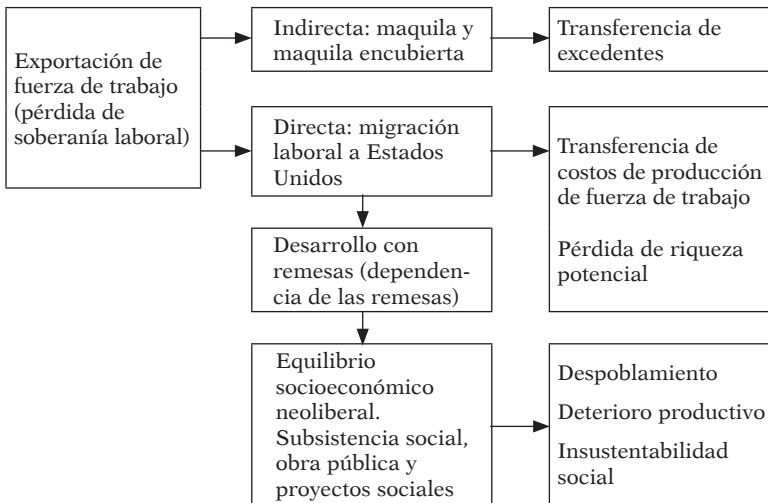 Exportación de
fuerza de trabajo
(pérdida de
soberanía laboral)
Indirecta: maquila y
maquila encubierta
Transferencia de
excedentes
Directa: migración
laboral a Estados
Unidos
Transferencia de
costos de producción
de fuerza de trabajo
Pérdida de riqueza
potencial
Desarrollo con
remesas (dependen-
cia de las remesas)
Equilibrio
socioeconómico
neoliberal.
Subsistencia social,
obra pública y
proyectos sociales
Despoblamiento
Deterioro productivo
Insustentabilidad
social